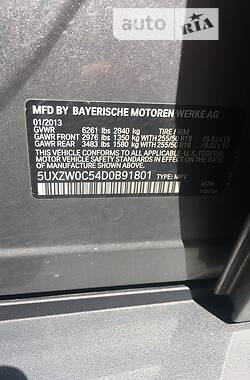 auto RIA
MFD BY BAYERISCHE MOTOREN WERKE AG
01/2013
GVWR 6261 lbs 2840 kg TIRE / RIM
GAWR FRONT 2976 lbs 1350 kg 255/50 R19
GAWR REAR 3483 lbs 1580 kg 255/50 R19
THIS VEHICLE CONFORMS TO ALL APPLICABLE
FEDERAL MOTOR VEHICLE SAFETY STANDARDS IN
EFFECT ON THE DATE OF MANUFACTURE SHOWN ABOVE.
5UXZW0C54D0B91801 TYPE: MPV